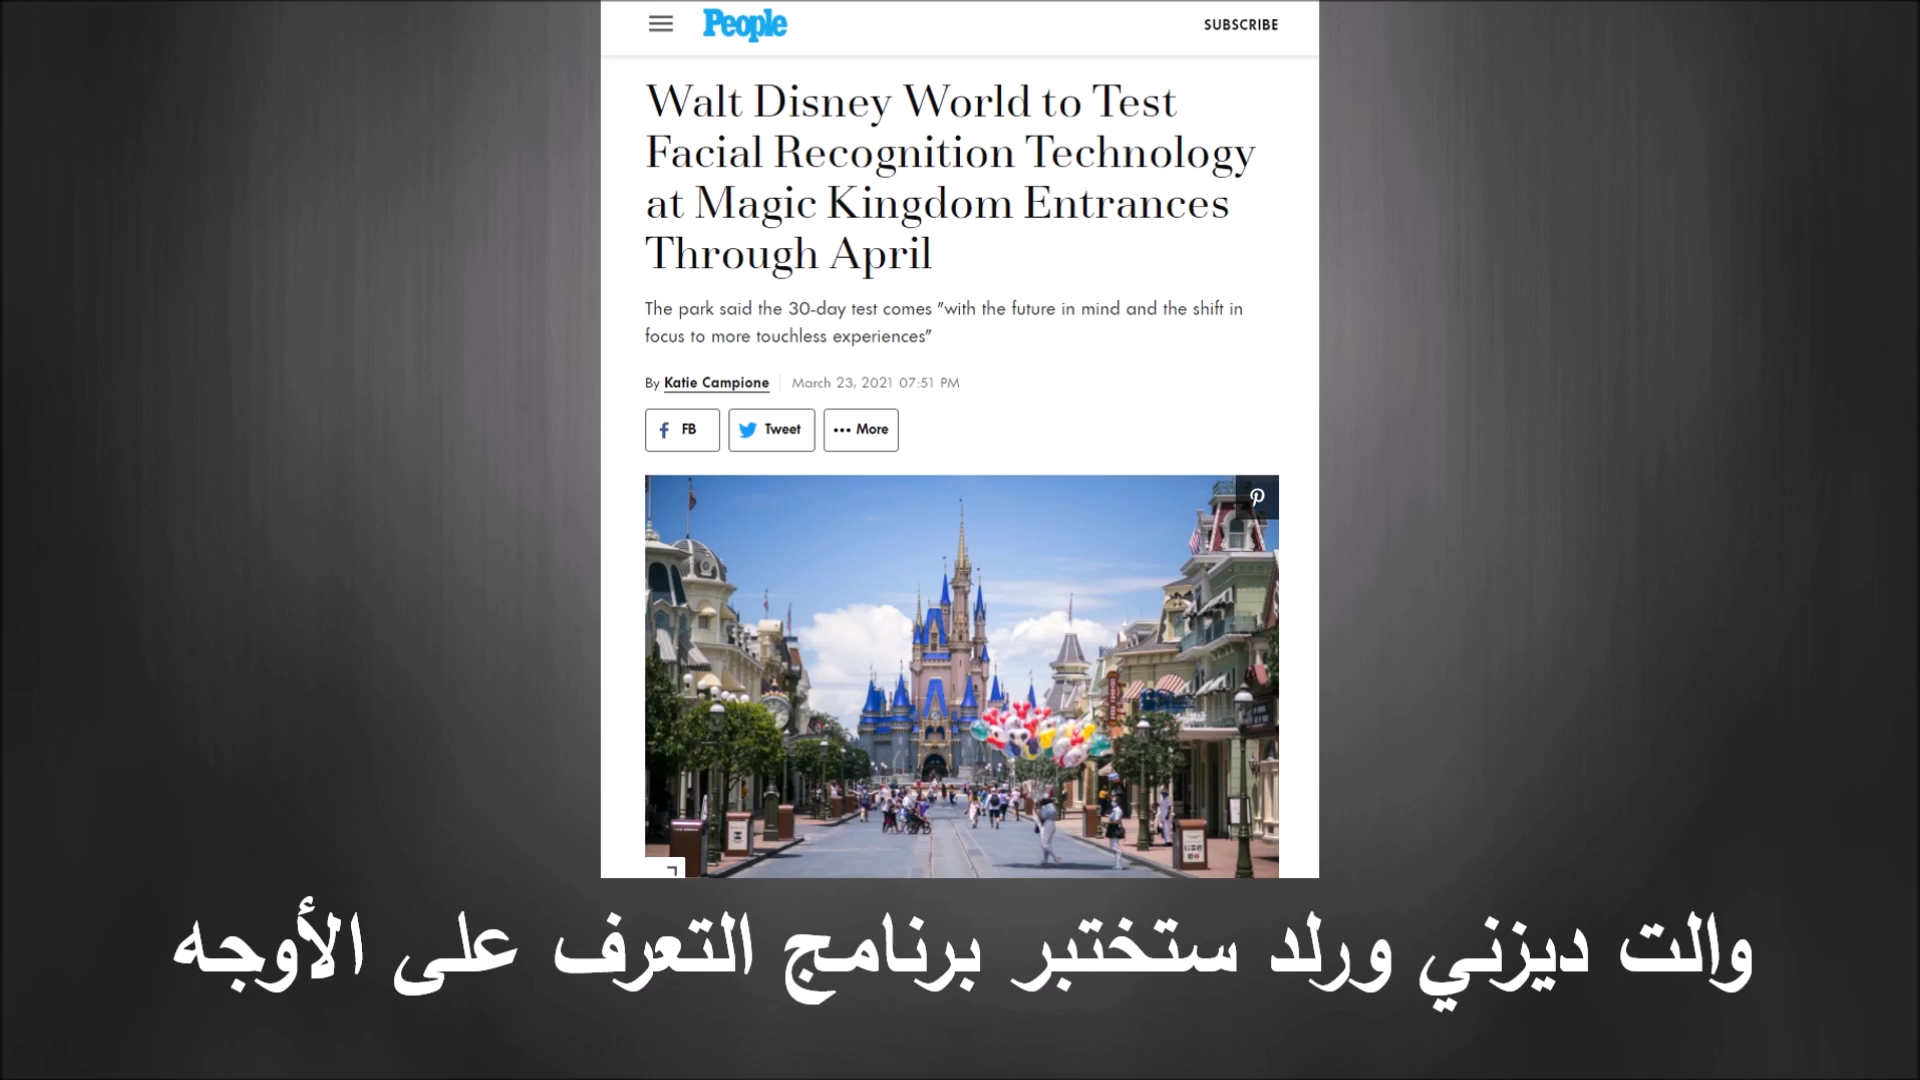 People
SUBSCRIBE
Walt Disney World to Test
Facial Recognition Technology
at Magic Kingdom Entrances
Through April
The park said the 30-day test comes "with the future in mind and the shift in
focus to more touchless experiences"
By Katie Campione March 23, 2021 07:51 PM
FB Tweet More
والت ديزني ورلد ستختبر برنامج التعرف على الأوجه